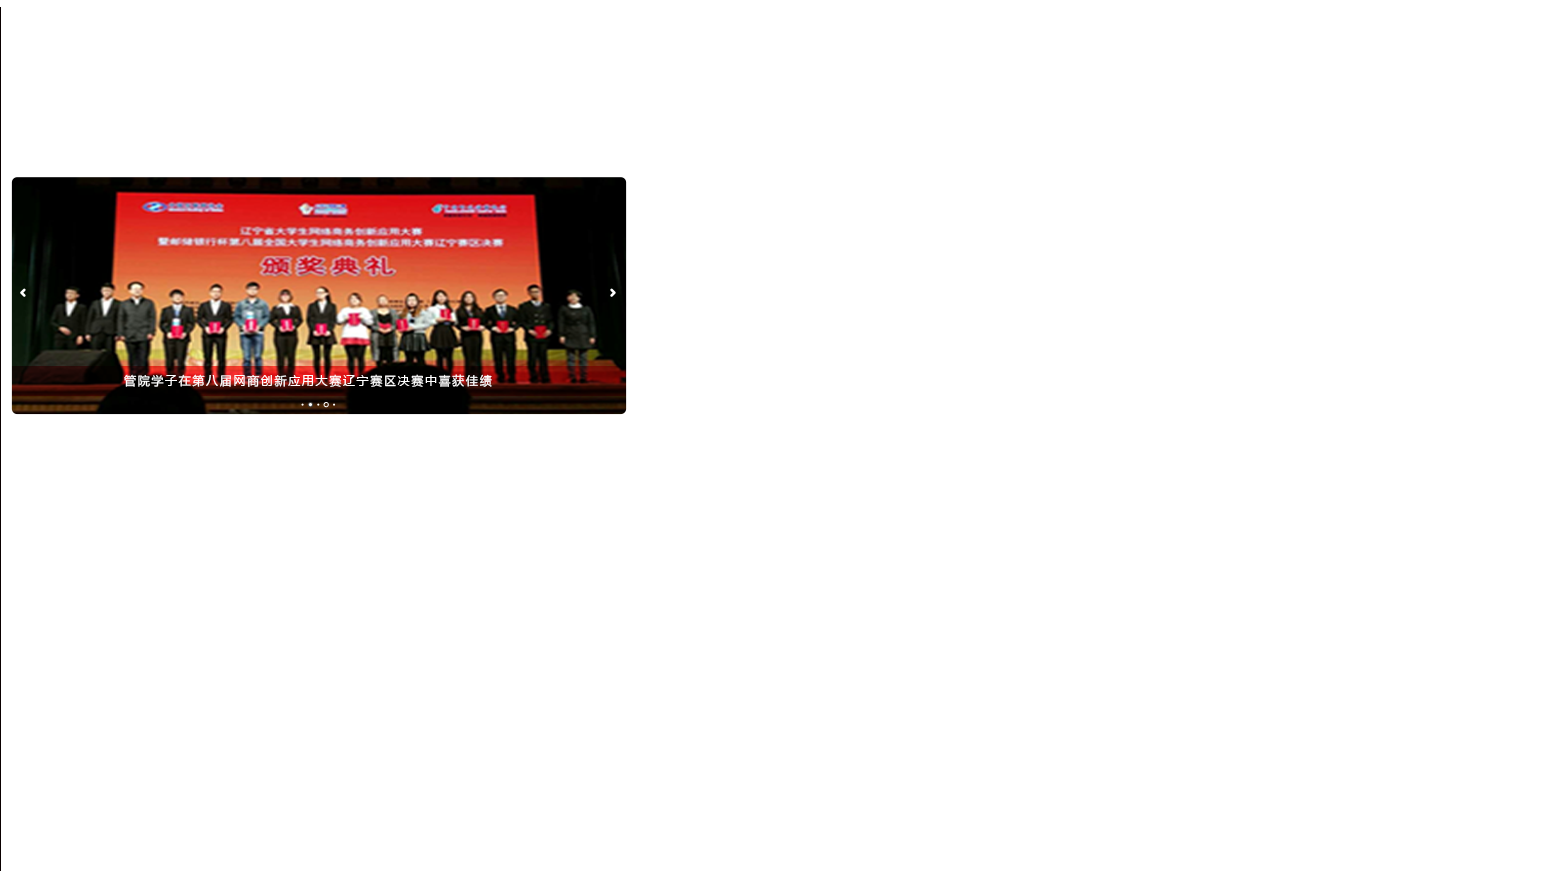 辽宁省大学生网络商务创新应用大赛
暨邮储银行杯第八届全国大学生网络商务创新应用大赛辽宁赛区决赛
颁奖典礼
管院学子在第八届网商创新应用大赛辽宁赛区决赛中喜获佳绩